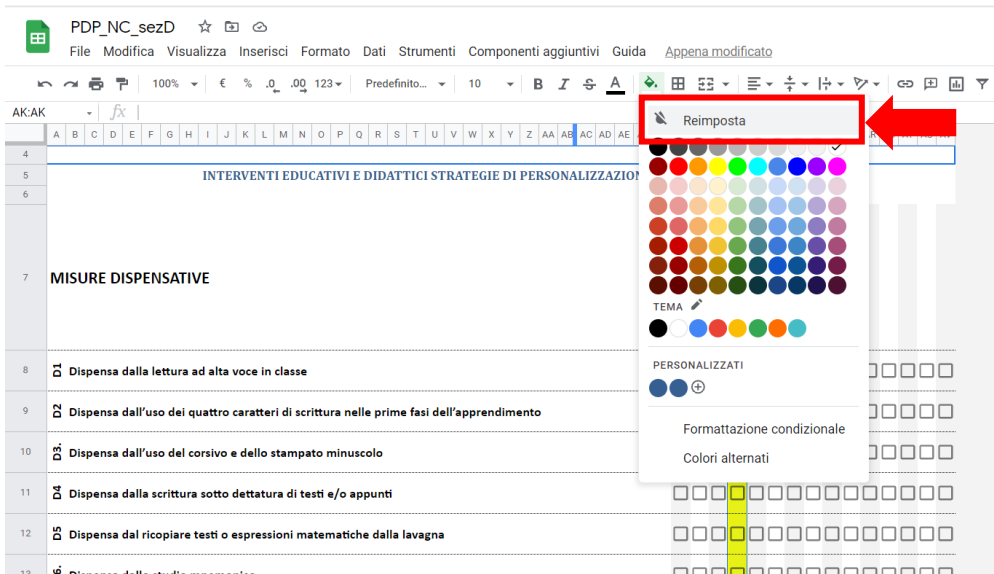 PDP_NC_sezD
File Modifica Visualizza Inserisci Formato Dati Strumenti Componenti aggiuntivi Guida Appena modificato
100% € % .0 .00 123 Predefinito... 10 B I S A
AK:AK fx
Reimposta
A B C D E F G H I J K L M N O P Q R S T U V W X Y Z AA AB AC AD AE
4
5 INTERVENTI EDUCATIVI E DIDATTICI STRATEGIE DI PERSONALIZZAZION
6
TEMA
7 MISURE DISPENSATIVE
PERSONALIZZATI
8 D1 Dispensa dalla lettura ad alta voce in classe
9 D2 Dispensa dall'uso dei quattro caratteri di scrittura nelle prime fasi dell'apprendimento
Formattazione condizionale
10 D3. Dispensa dall'uso del corsivo e dello stampato minuscolo
Colori alternati
11 D4 Dispensa dalla scrittura sotto dettatura di testi e/o appunti
12 D5 Dispensa dal ricopiare testi o espressioni matematiche dalla lavagna